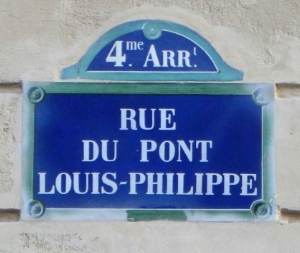 4me. ARRt
RUE
DU PONT
LOUIS-PHILIPPE